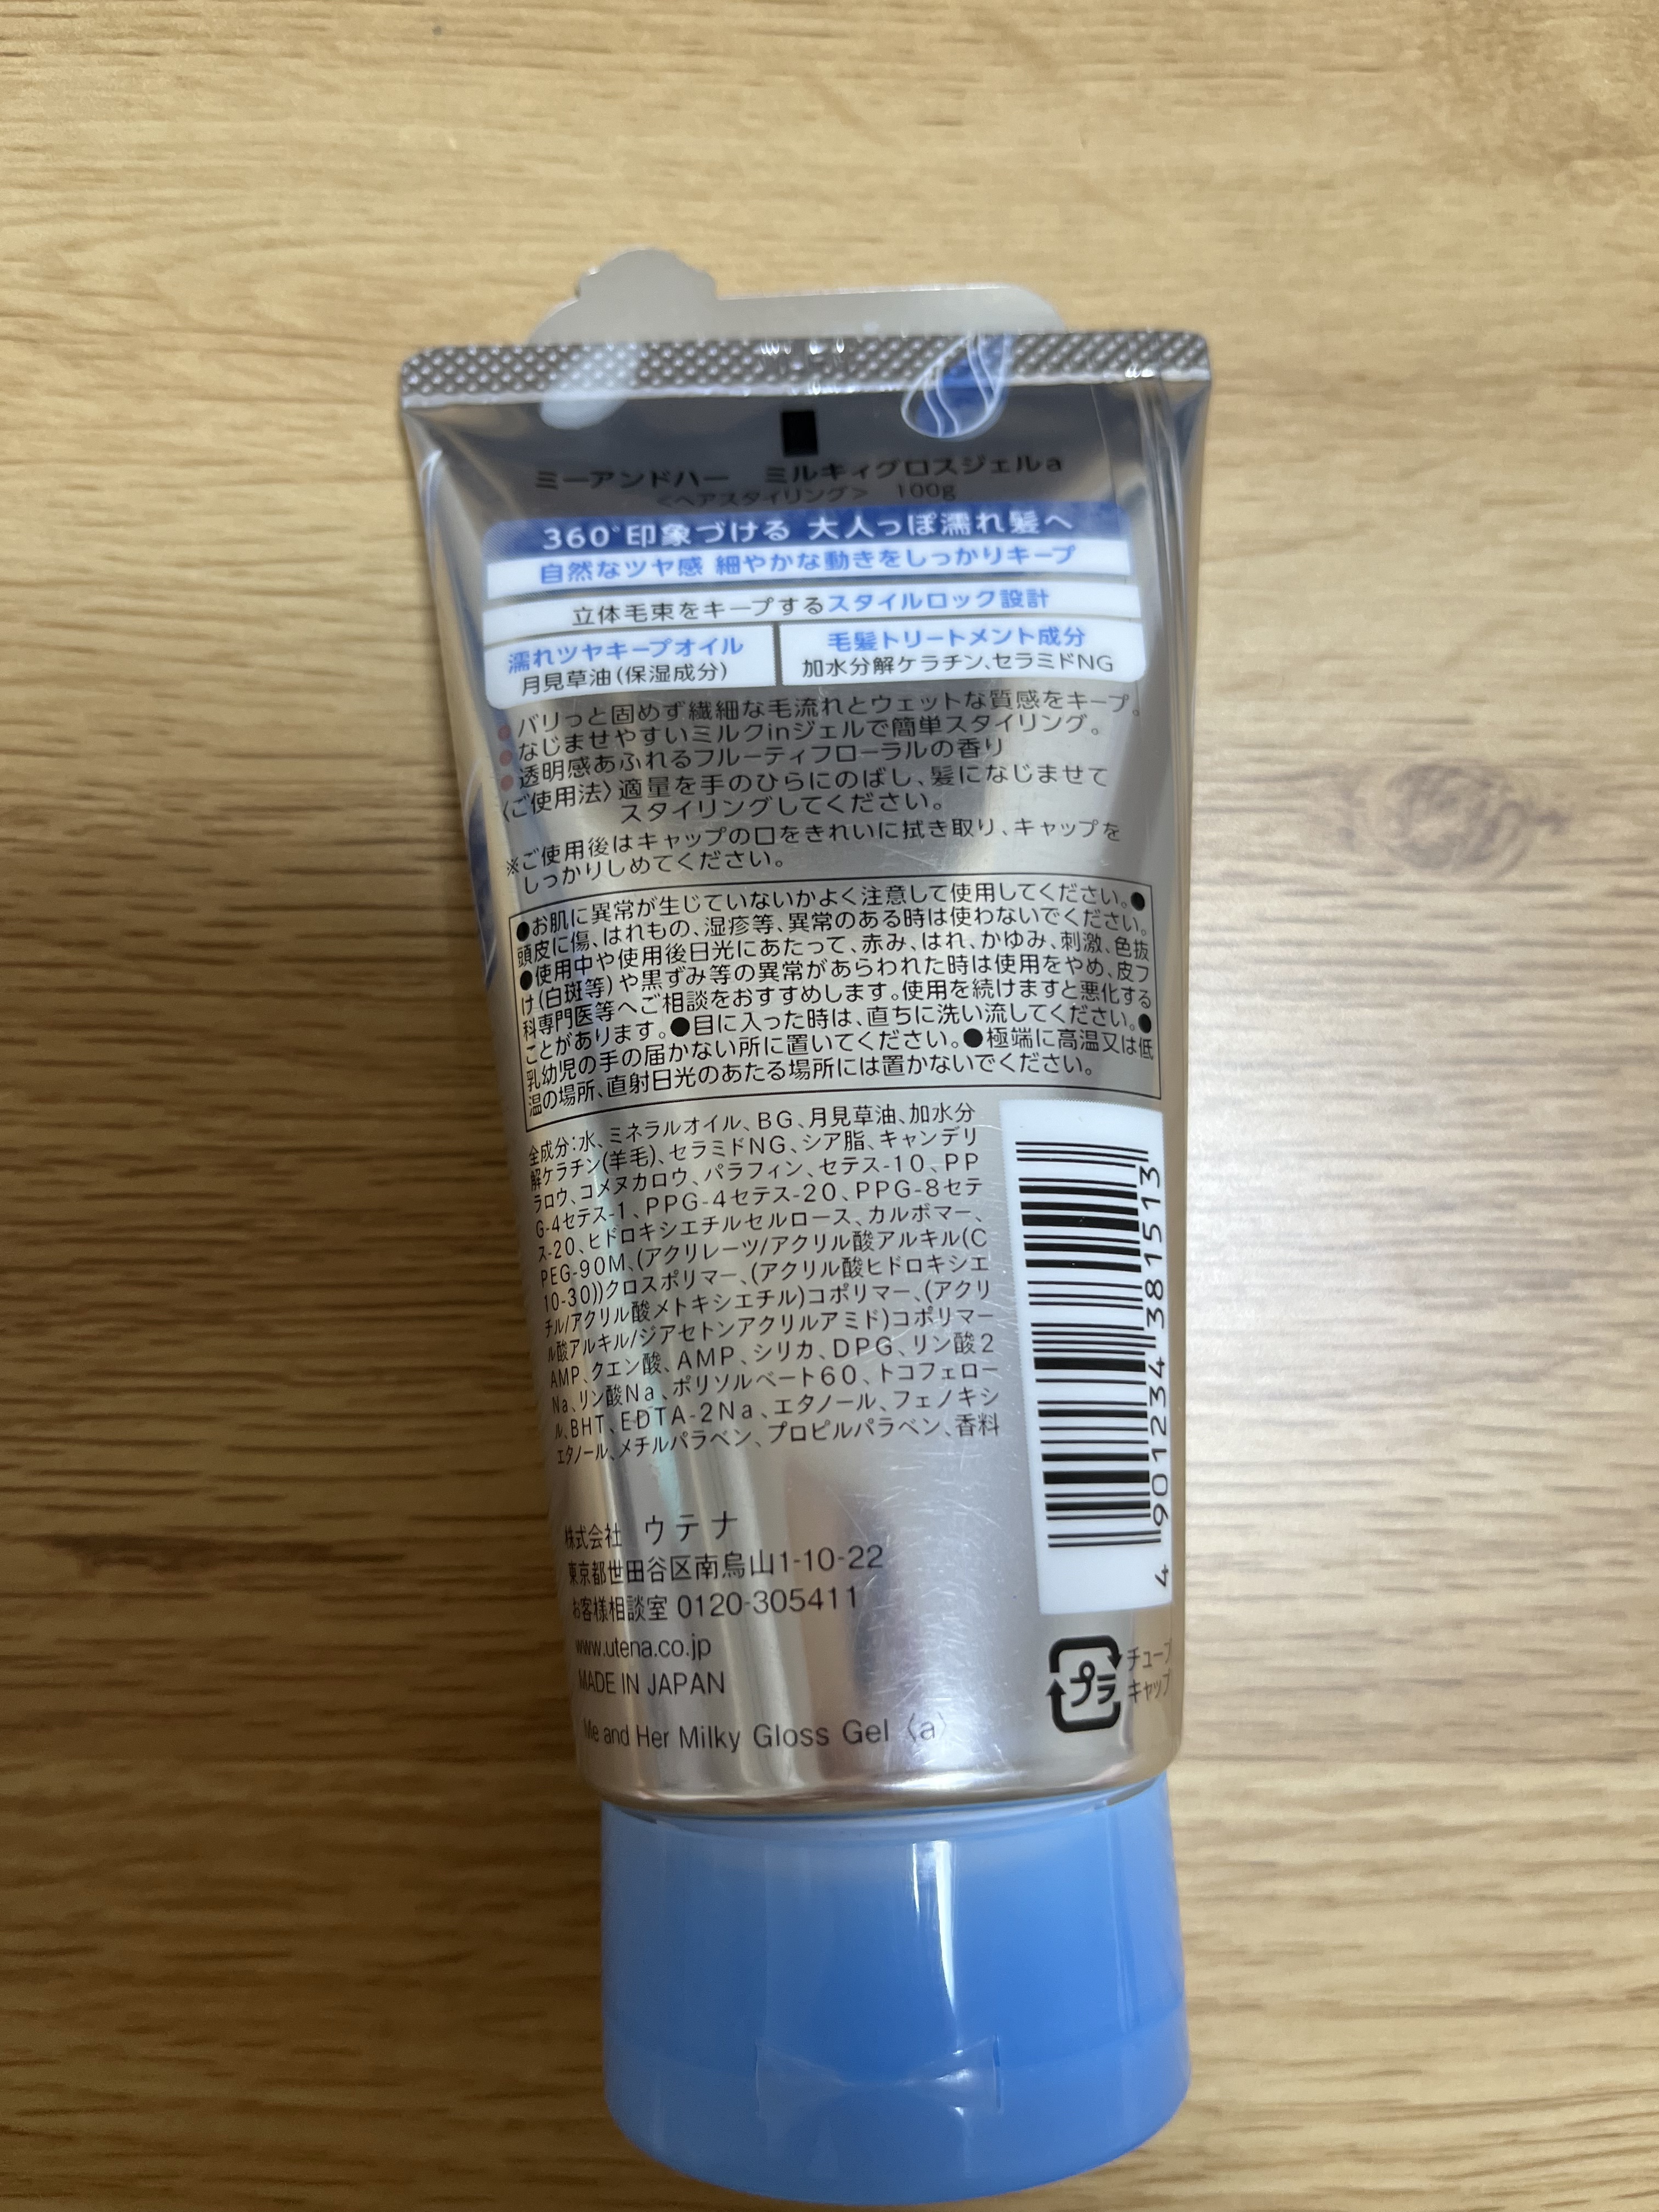 ミーアンドハー ミルキィグロスジェルa
<ヘアスタイリング> 100g
360°印象づける 大人っぽ濡れ髪へ
自然なツヤ感 細やかな動きをしっかりキープ
立体毛束をキープするスタイルロック設計
濡れツヤキープオイル
月見草油(保湿成分)
毛髪トリートメント成分
加水分解ケラチン、セラミドNG
●バリっと固めず繊細な毛流れとウェットな質感をキープ。
●なじませやすいミルクinジェルで簡単スタイリング。
●透明感あふれるフルーティフローラルの香り
〈ご使用法〉適量を手のひらにのばし、髪になじませて
スタイリングしてください。
※ご使用後はキャップの口をきれいに拭き取り、キャップを
しっかりしめてください。
●お肌に異常が生じていないかよく注意して使用してください。●
頭皮に傷、はれもの、湿疹等、異常のある時は使わないでください。
●使用中や使用後日光にあたって、赤み、はれ、かゆみ、刺激、色抜
け(白斑等)や黒ずみ等の異常があらわれた時は使用をやめ、皮フ
科専門医等へご相談をおすすめします。使用を続けますと悪化する
ことがあります。●目に入った時は、直ちに洗い流してください。●
乳幼児の手の届かない所に置いてください。●極端に高温又は低
温の場所、直射日光のあたる場所には置かないでください。
全成分:水、ミネラルオイル、BG、月見草油、加水分
解ケラチン(羊毛)、セラミドNG、シア脂、キャンデリ
ラロウ、コメヌカロウ、パラフィン、セテス-10、PP
G-4セテス-1、PPG-4セテス-20、PPG-8セテ
ス-20、ヒドロキシエチルセルロース、カルボマー、
PEG-90M、(アクリレーツ/アクリル酸アルキル(C
10-30))クロスポリマー、(アクリル酸ヒドロキシエ
チル/アクリル酸メトキシエチル)コポリマー、(アクリ
ル酸アルキル/ジアセトンアクリルアミド)コポリマー
AMP、クエン酸、AMP、シリカ、DPG、リン酸2
Na、リン酸Na、ポリソルベート60、トコフェロー
ル、BHT、EDTA-2Na、エタノール、フェノキシ
エタノール、メチルパラベン、プロピルパラベン、香料
株式会社 ウテナ
東京都世田谷区南烏山1-10-22
お客様相談室 0120-305411
www.utena.co.jp
MADE IN JAPAN
Me and Her Milky Gloss Gel 〈a〉
4 901234 381513
プラ
チューブ
キャップ